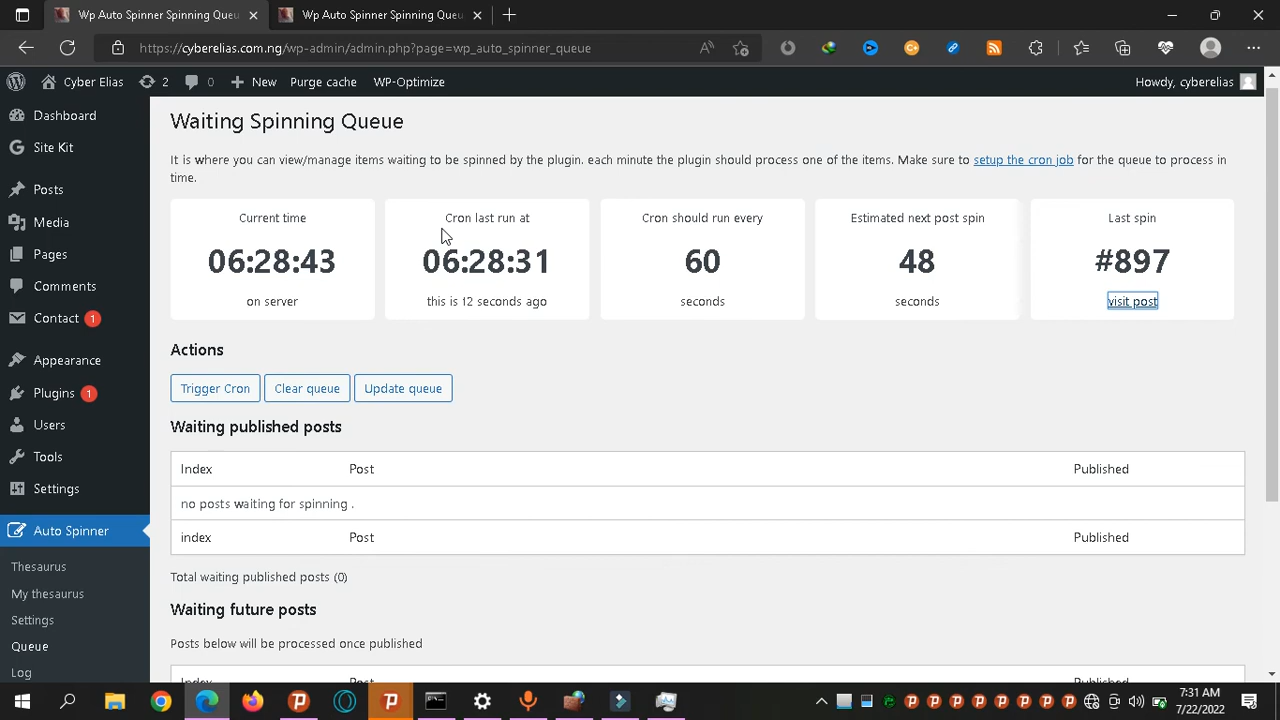 Wp Auto Spinner Spinning Queu
Wp Auto Spinner Spinning Queu
https://cyberelias.com.ng/wp-admin/admin.php?page=wp_auto_spinner_queue
Cyber Elias
2
0
New
Purge cache
WP-Optimize
Howdy, cyberelias
Dashboard
Site Kit
Posts
Media
Pages
Comments
Contact 1
Appearance
Plugins 1
Users
Tools
Settings
Auto Spinner
Thesaurus
My thesaurus
Settings
Queue
Log
Waiting Spinning Queue
It is where you can view/manage items waiting to be spinned by the plugin. each minute the plugin should process one of the items. Make sure to setup the cron job for the queue to process in
time.
Current time
06:28:43
on server
Cron last run at
06:28:31
this is 12 seconds ago
Cron should run every
60
seconds
Estimated next post spin
48
seconds
Last spin
#897
visit post
Actions
Trigger Cron
Clear queue
Update queue
Waiting published posts
Index Post Published
no posts waiting for spinning .
index Post Published
Total waiting published posts (0)
Waiting future posts
Posts below will be processed once published
Index Post Published
7:31 AM
7/22/2022